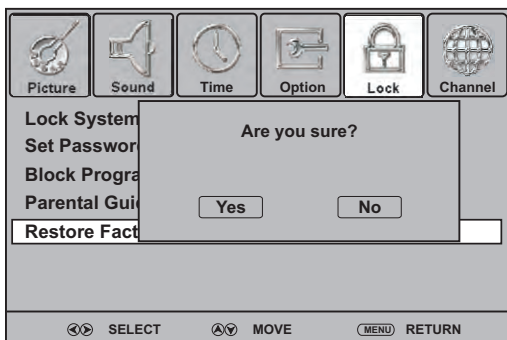 Picture Sound Time Option Lock Channel
Lock System
Are you sure?
Set Passwor
Block Progra
Parental Gui
Yes No
Restore Fact
SELECT MOVE MENU RETURN